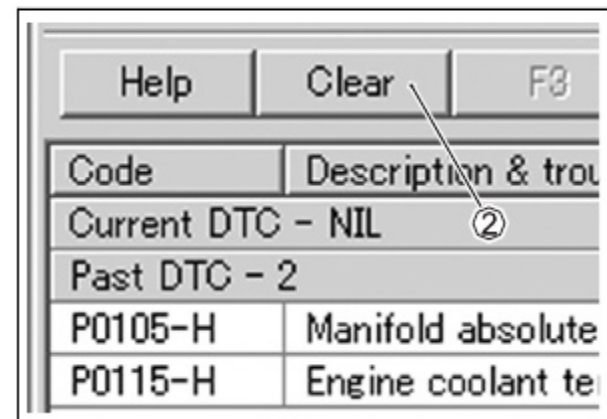 Help Clear F3
Code Description & trou
Current DTC - NIL ②
Past DTC - 2
P0105-H Manifold absolute
P0115-H Engine coolant te